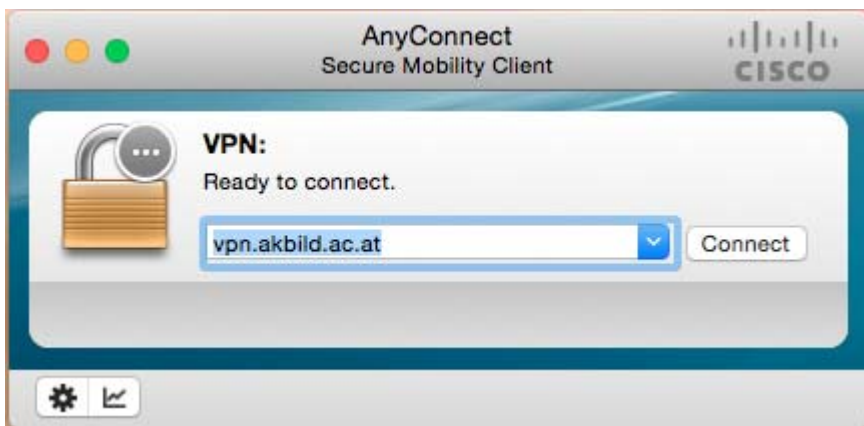 AnyConnect
Secure Mobility Client
CISCO
VPN:
Ready to connect.
vpn.akbild.ac.at
Connect